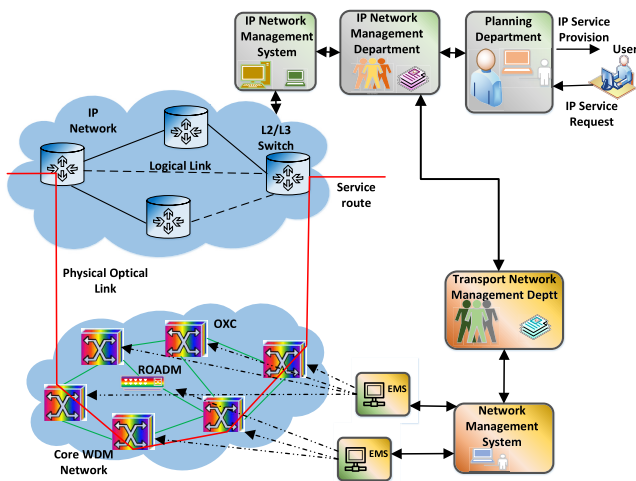 IP Network
Management
System
IP Network
Management
Department
Planning
Department
IP Service
Provision
User
IP Service
Request
IP
Network
L2/L3
Switch
Logical Link
Service
route
Physical Optical
Link
Transport Network
Management Deptt
OXC
ROADM
EMS
EMS
Network
Management
System
Core WDM
Network